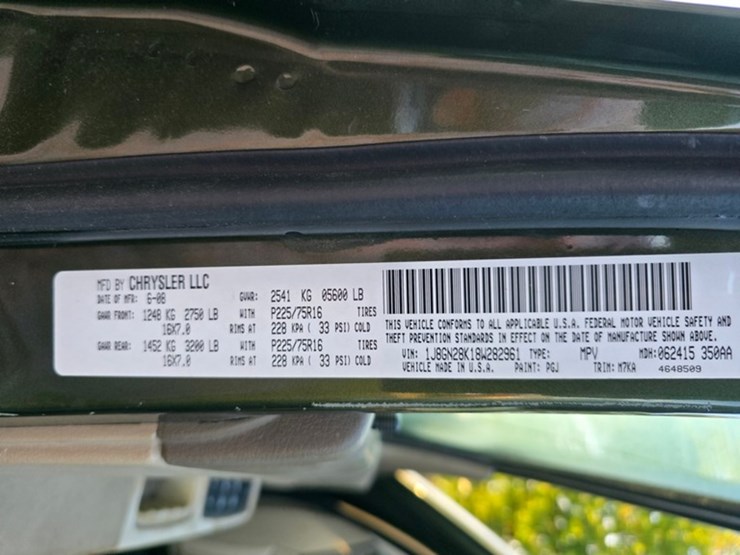 MFD BY CHRYSLER LLC
DATE OF MFR: 6-08 GVWR: 2541 KG 05600 LB
GAWR FRONT: 1248 KG 2750 LB WITH P225/75R16 TIRES
16X7.0 RIMS AT 228 KPA ( 33 PSI) COLD
GAWR REAR: 1452 KG 3200 LB WITH P225/75R16 TIRES
16X7.0 RIMS AT 228 KPA ( 33 PSI) COLD
THIS VEHICLE CONFORMS TO ALL APPLICABLE U.S.A. FEDERAL MOTOR VEHICLE SAFETY AND
THEFT PREVENTION STANDARDS IN EFFECT ON THE DATE OF MANUFACTURE SHOWN ABOVE.
VIN: 1J8GN28K18W282961 TYPE: MPV MDH: 062415 350AA
VEHICLE MADE IN U.S.A. PAINT: PGJ TRIM: M7KA 4648509